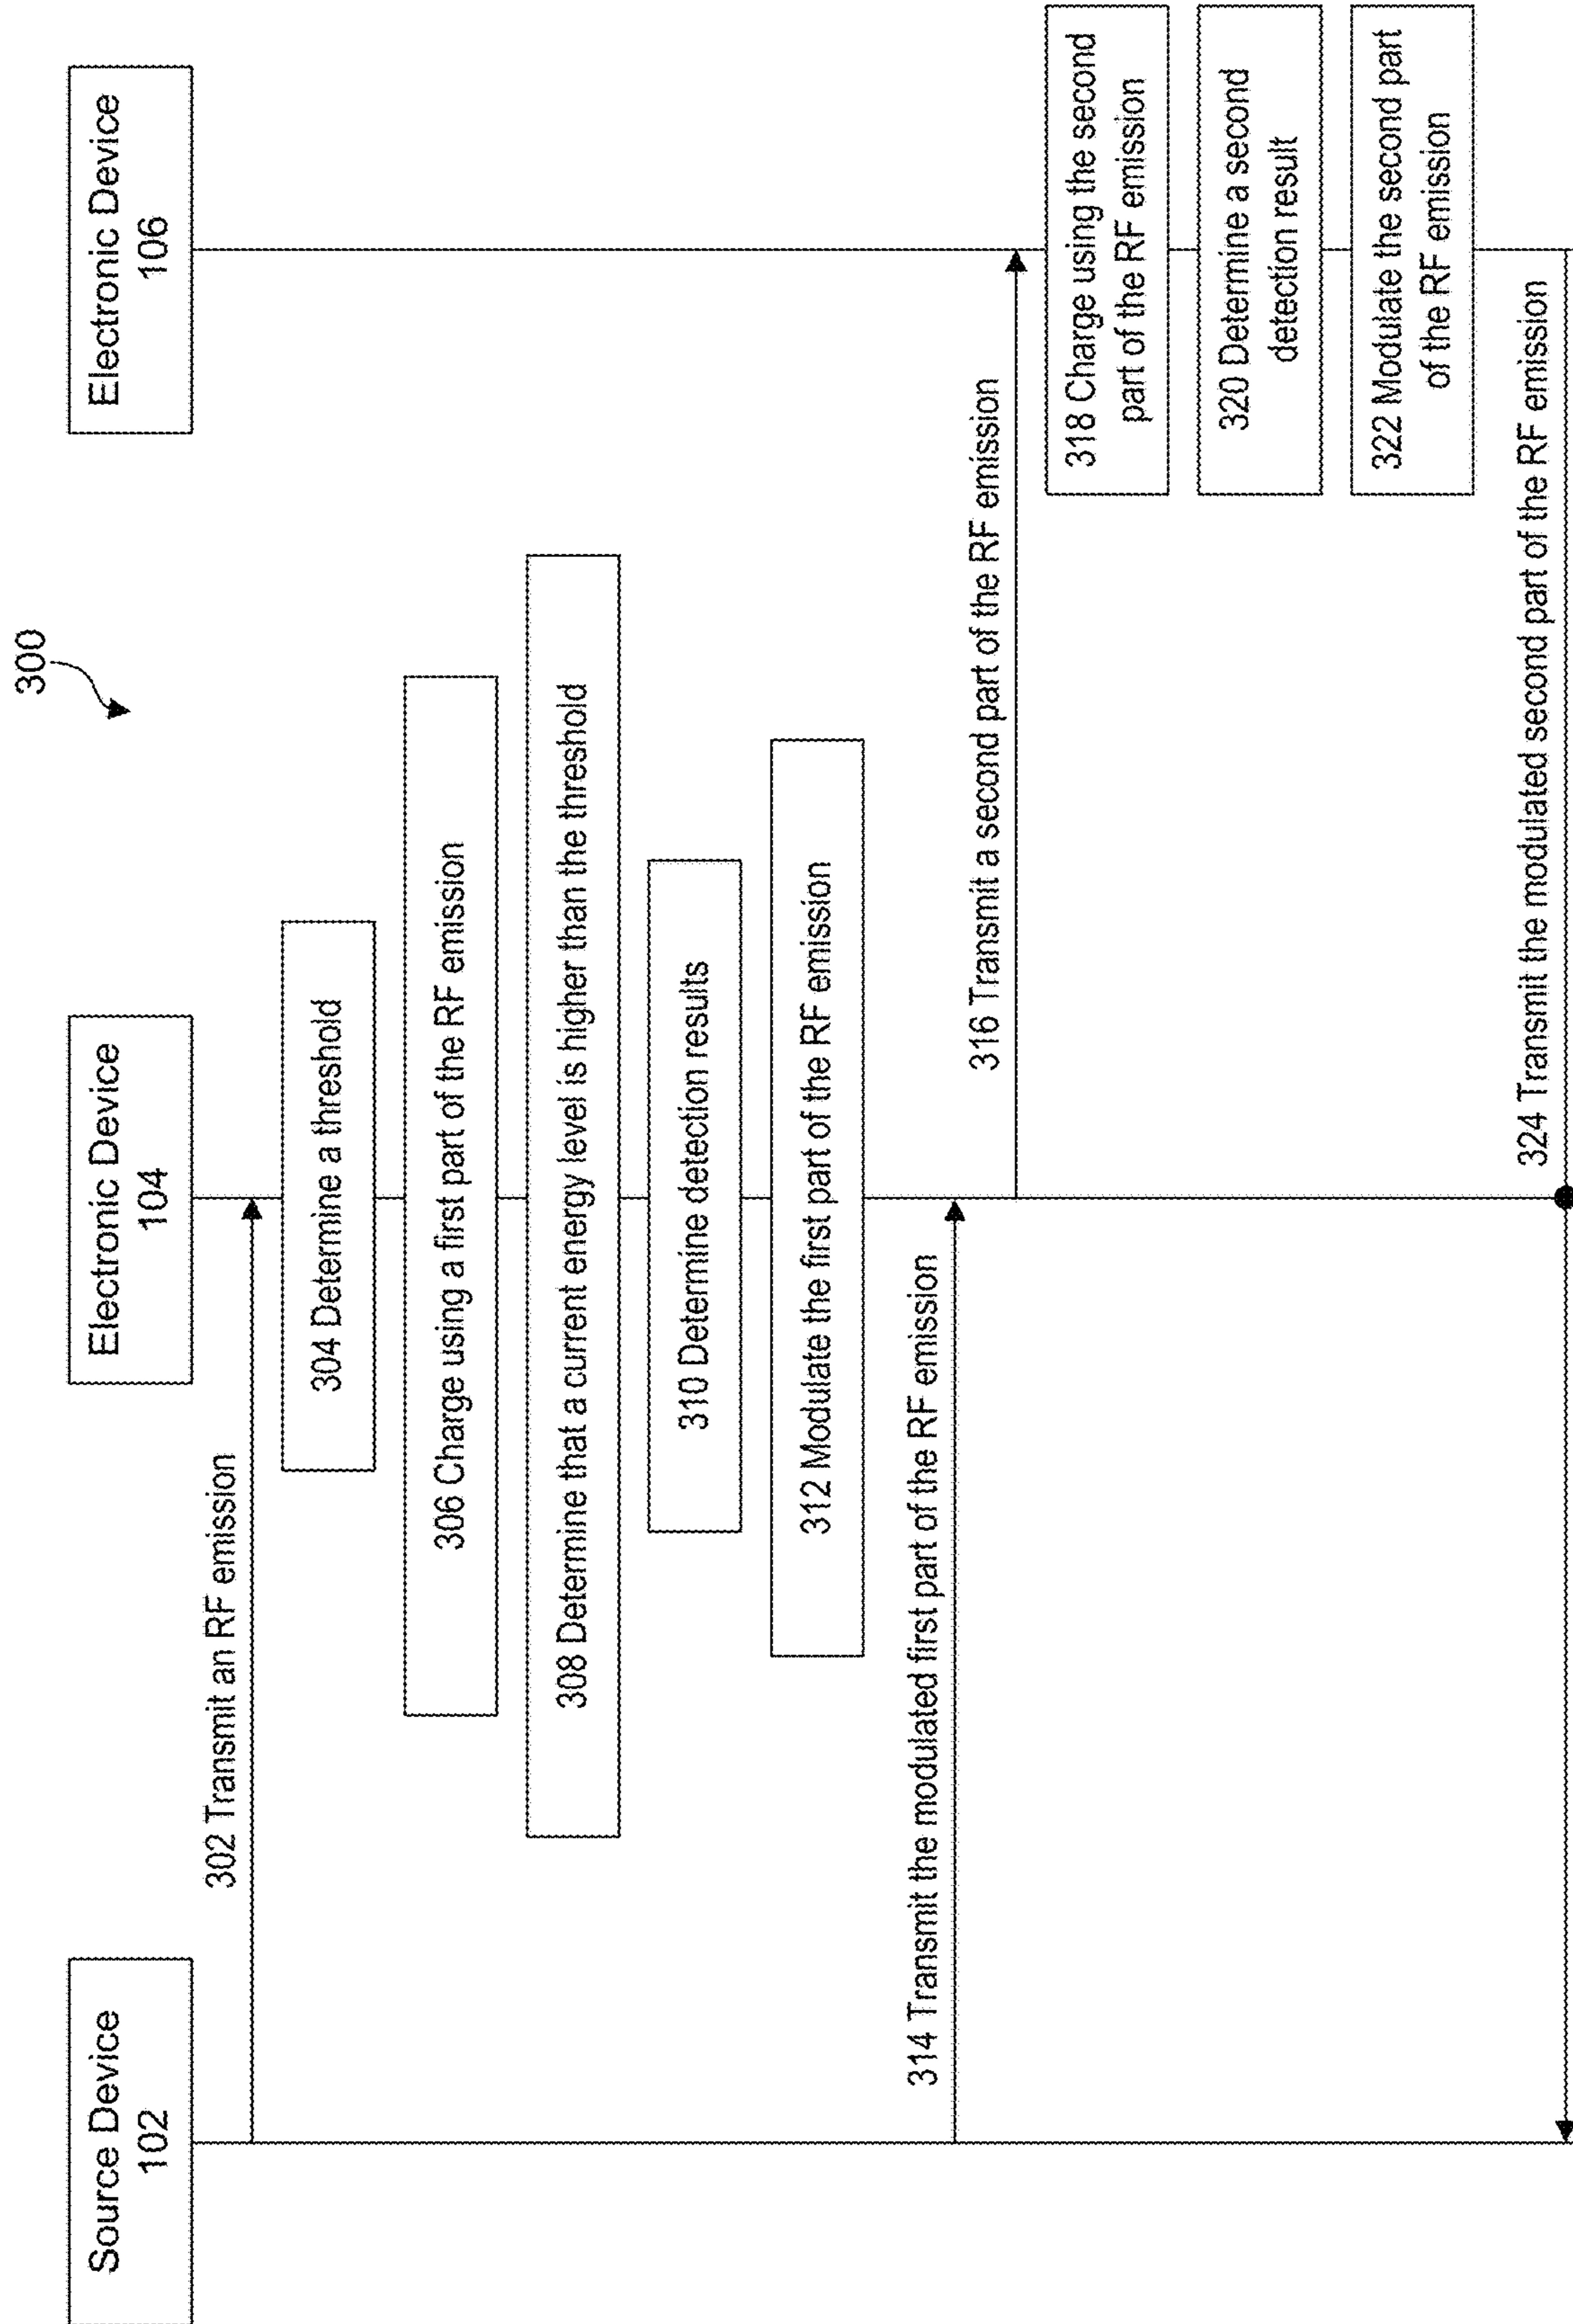 300
Source Device
102
Electronic Device
104
Electronic Device
106
302 Transmit an RF emission
304 Determine a threshold
306 Charge using a first part of the RF emission
308 Determine that a current energy level is higher than the threshold
310 Determine detection results
312 Modulate the first part of the RF emission
314 Transmit the modulated first part of the RF emission
316 Transmit a second part of the RF emission
318 Charge using the second
part of the RF emission
320 Determine a second
detection result
322 Modulate the second part
of the RF emission
324 Transmit the modulated second part of the RF emission